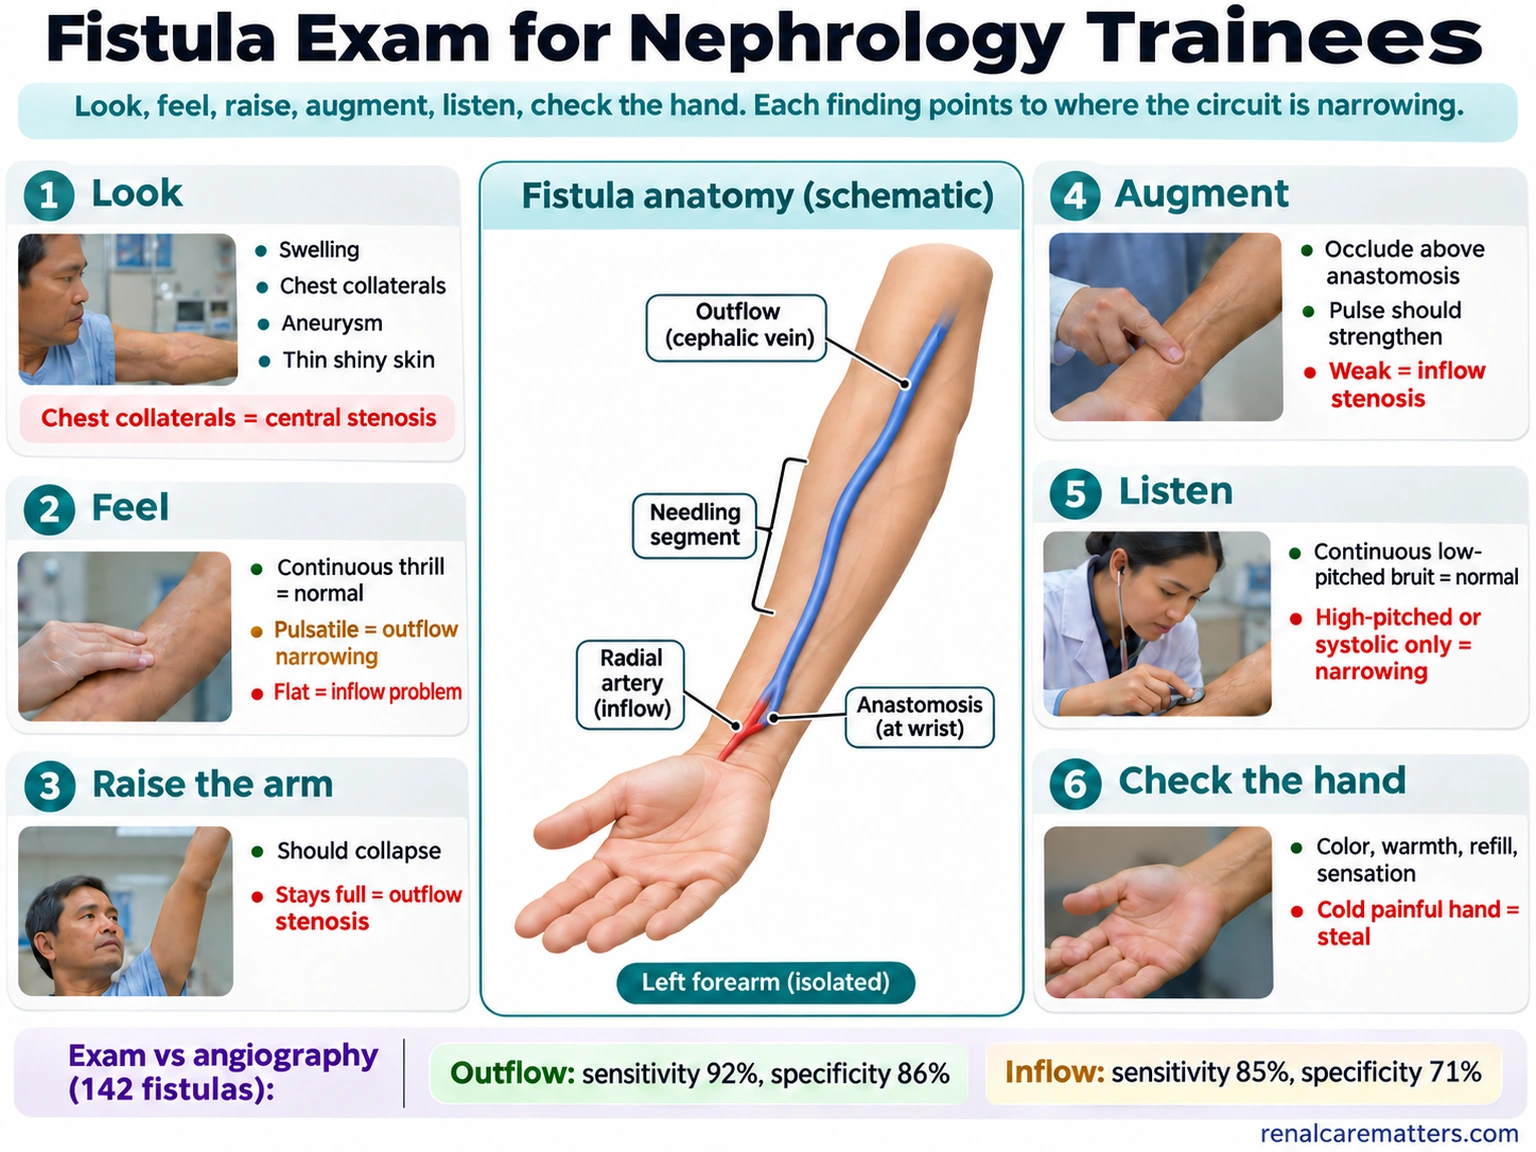 Fistula Exam for Nephrology Trainees
Look, feel, raise, augment, listen, check the hand. Each finding points to where the circuit is narrowing.
1 Look
Swelling
Chest collaterals
Aneurysm
Thin shiny skin
Chest collaterals = central stenosis
2 Feel
Continuous thrill
= normal
Pulsatile = outflow
narrowing
Flat = inflow problem
3 Raise the arm
Should collapse
Stays full = outflow
stenosis
Fistula anatomy (schematic)
Outflow
(cephalic vein)
Needling
segment
Radial
artery
(inflow)
Anastomosis
(at wrist)
Left forearm (isolated)
4 Augment
Occlude above
anastomosis
Pulse should
strengthen
Weak = inflow
stenosis
5 Listen
Continuous low-
pitched bruit = normal
High-pitched or
systolic only =
narrowing
6 Check the hand
Color, warmth, refill,
sensation
Cold painful hand =
steal
Exam vs angiography
(142 fistulas):
Outflow: sensitivity 92%, specificity 86%
Inflow: sensitivity 85%, specificity 71%
renalcarematters.com